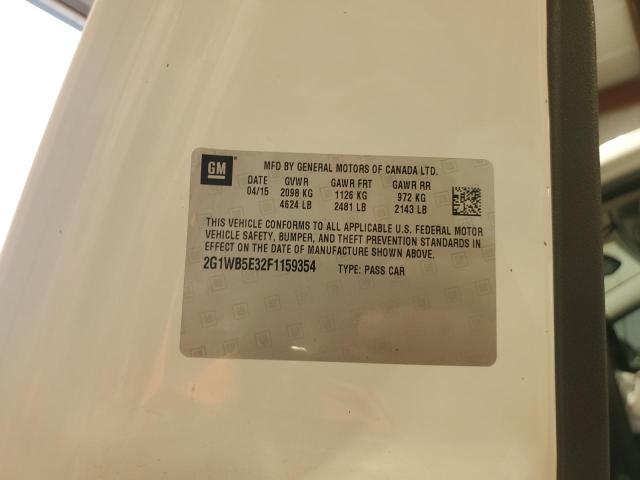 GM
MFD BY GENERAL MOTORS OF CANADA LTD.
DATE GVWR GAWR FRT GAWR RR
04/15 2098 KG 1126 KG 972 KG
4624 LB 2481 LB 2143 LB
THIS VEHICLE CONFORMS TO ALL APPLICABLE U.S. FEDERAL MOTOR
VEHICLE SAFETY, BUMPER, AND THEFT PREVENTION STANDARDS IN
EFFECT ON THE DATE OF MANUFACTURE SHOWN ABOVE.
2G1WB5E32F1159354 TYPE: PASS CAR